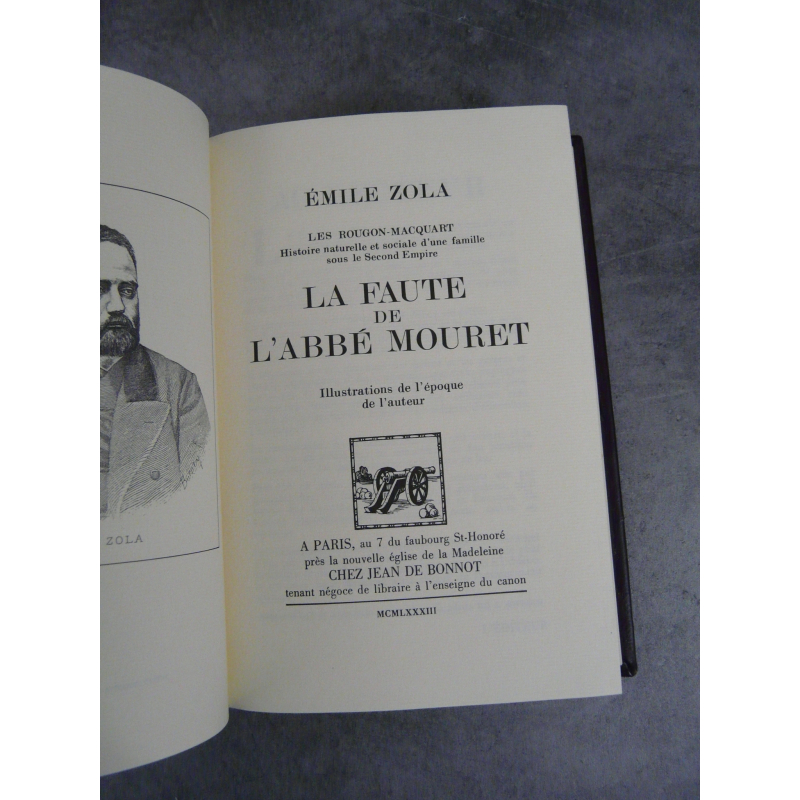 ZOLA
ÉMILE ZOLA
LES ROUGON-MACQUART
Histoire naturelle et sociale d'une famille
sous le Second Empire
LA FAUTE
DE
L'ABBÉ MOURET
Illustrations de l'époque
de l'auteur
A PARIS, au 7 du faubourg St-Honoré
près la nouvelle église de la Madeleine
CHEZ JEAN DE BONNOT
tenant négoce de libraire à l'enseigne du canon
MCMLXXXIII